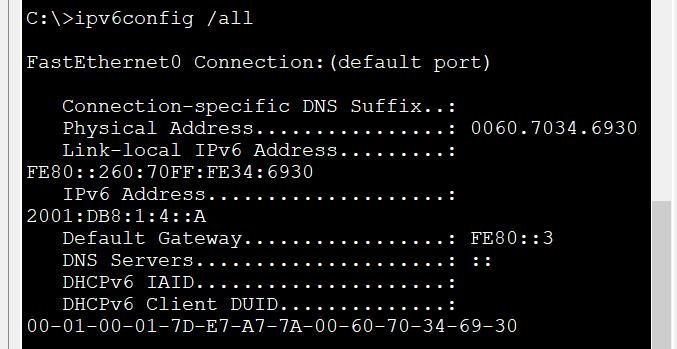 C:\>ipv6config /all
FastEthernet0 Connection:(default port)
Connection-specific DNS Suffix..:
Physical Address................: 0060.7034.6930
Link-local IPv6 Address.........:
FE80::260:70FF:FE34:6930
IPv6 Address....................:
2001:DB8:1:4::A
Default Gateway.................: FE80::3
DNS Servers.....................: ::
DHCPv6 IAID.....................:
DHCPv6 Client DUID..............:
00-01-00-01-7D-E7-A7-7A-00-60-70-34-69-30